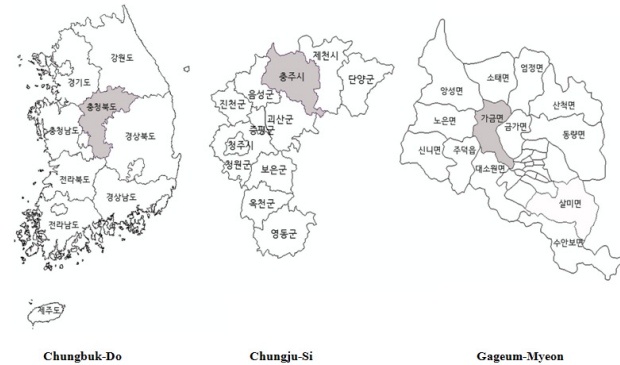 강원도
경기도
충청북도
충청남도
경상북도
전라북도
경상남도
전라남도
제주도
Chungbuk-Do
제천시
충주시
단양군
음성군
진천군
괴산군
증평군
청주시
청원군
보은군
옥천군
영동군
Chungju-Si
엄정면
소태면
앙성면
산척면
가금면
금가면
노은면
동량면
신니면
주덕읍
대소원면
살미면
수안보면
Gageum-Myeon